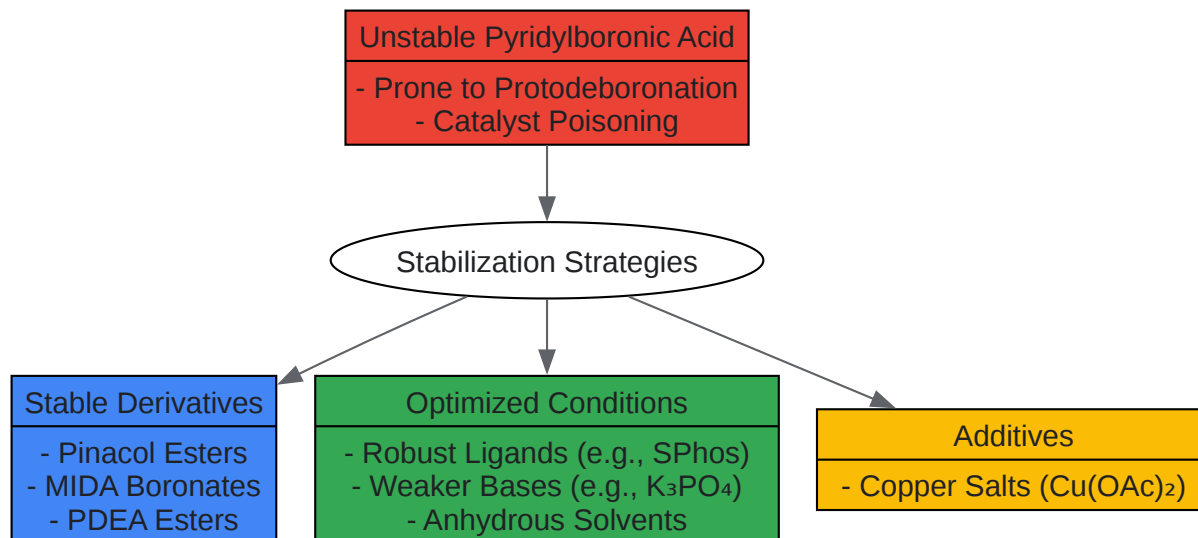 Unstable Pyridylboronic Acid
- Prone to Protodeboronation
- Catalyst Poisoning
Stabilization Strategies
Stable Derivatives
- Pinacol Esters
- MIDA Boronates
- PDEA Esters
Optimized Conditions
- Robust Ligands (e.g., SPhos)
- Weaker Bases (e.g., K₃PO₄)
- Anhydrous Solvents
Additives
- Copper Salts (Cu(OAc)₂)